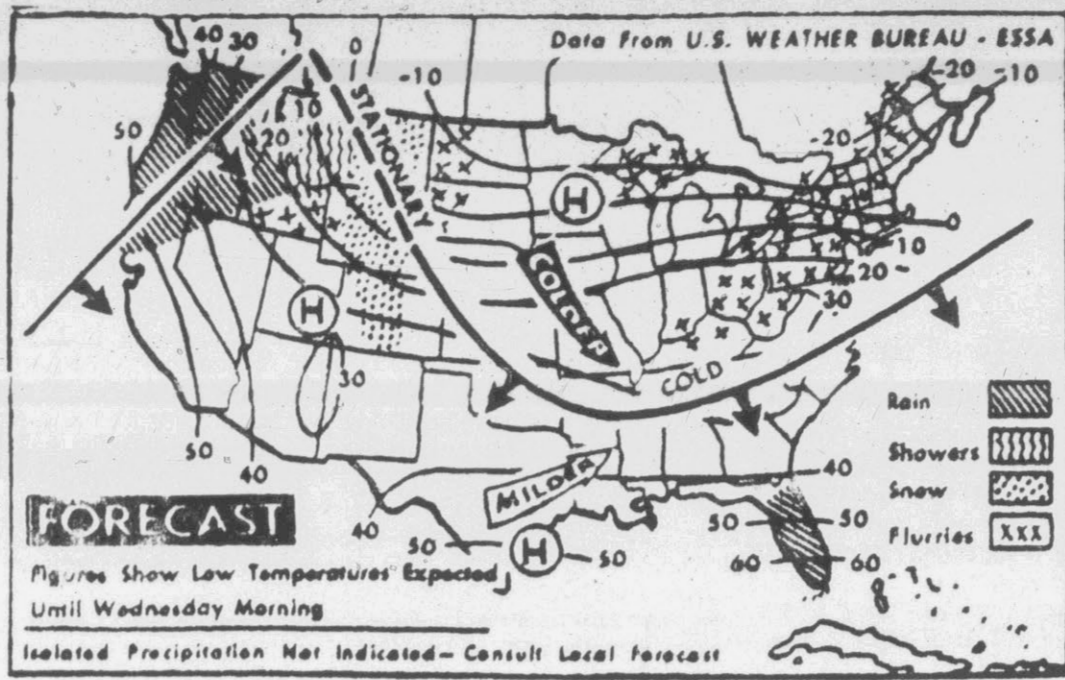 Data From U.S. WEATHER BUREAU - ESSA
40 30
0
-10
-20 -10
50
10
20
-20
STATIONARY
H
0
0
10
COLDER
20
30
H
30
COLD
50
40
Rain
Showers
Snow
Flurries XXX
MILDER
40
40
FORECAST
50 H 50
50 50
60 60
Figures Show Low Temperatures Expected
Until Wednesday Morning
Isolated Precipitation Not Indicated — Consult Local Forecast